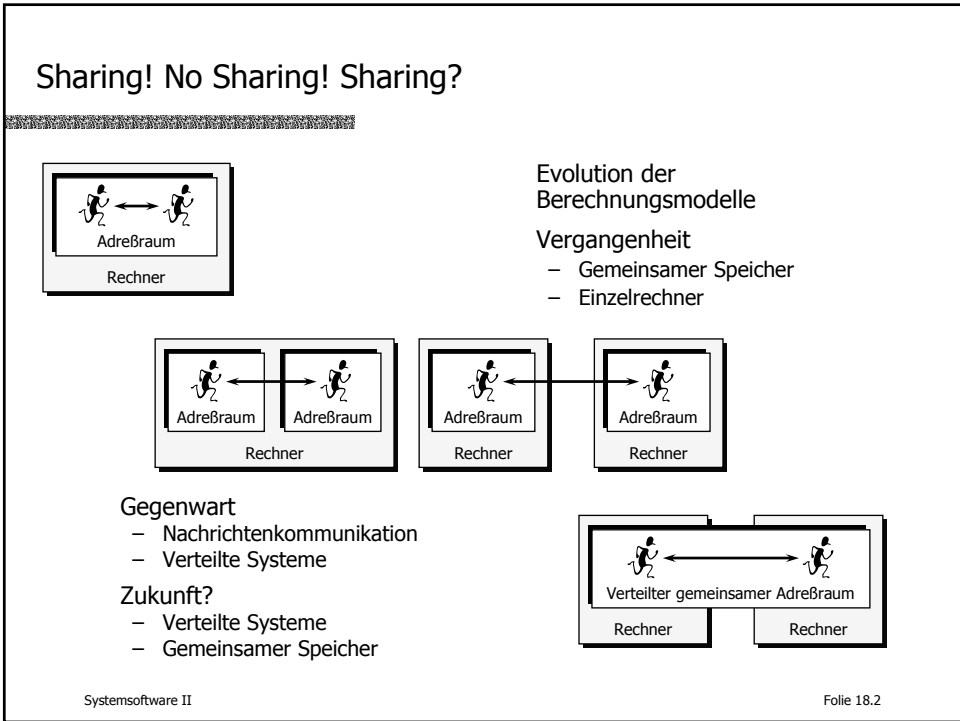 Sharing! No Sharing! Sharing?
Adreßraum
Rechner
Evolution der
Berechnungsmodelle
Vergangenheit
– Gemeinsamer Speicher
– Einzelrechner
Adreßraum Adreßraum Adreßraum Adreßraum
Rechner Rechner Rechner
Gegenwart
– Nachrichtenkommunikation
– Verteilte Systeme
Zukunft?
– Verteilte Systeme
– Gemeinsamer Speicher
Verteilter gemeinsamer Adreßraum
Rechner Rechner
Systemsoftware II Folie 18.2